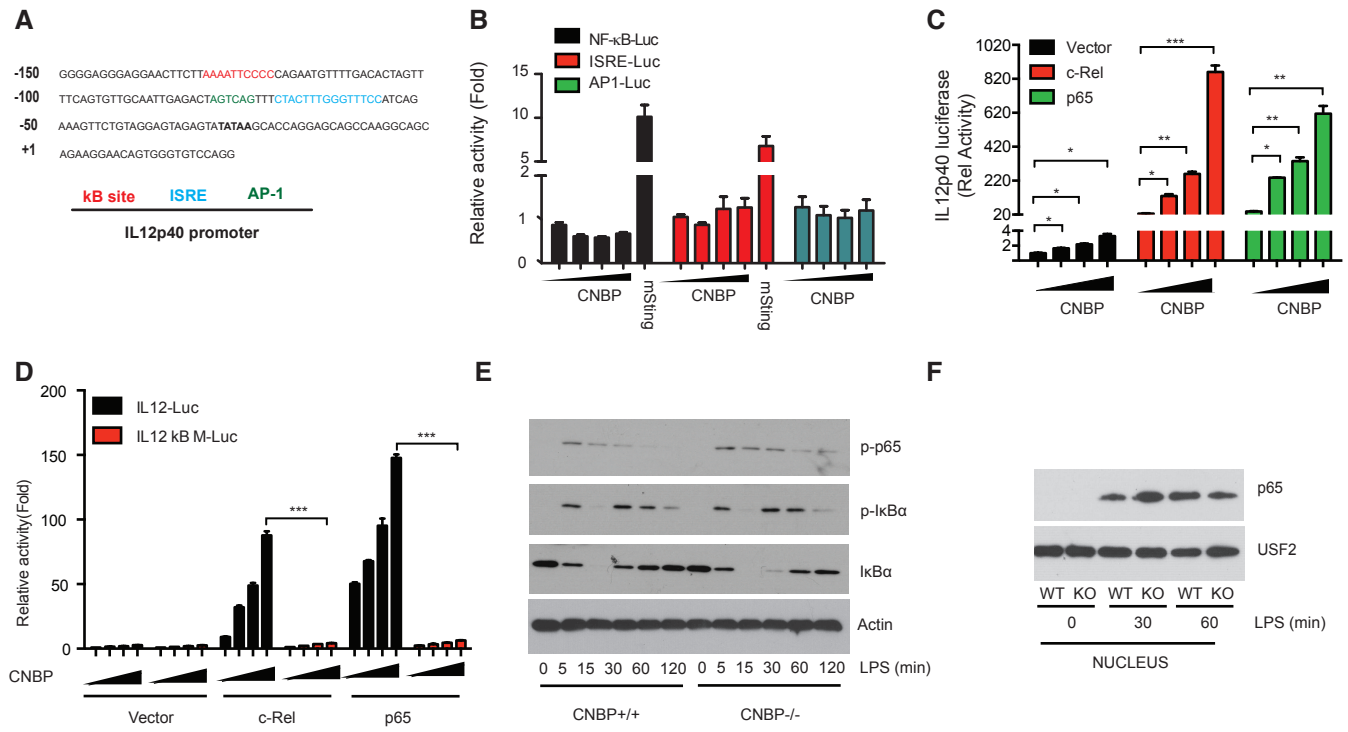 A
-150 GGGGAGGGAGGAACTTCTTAAAATTCCCCCAGAATGTTTTGACACTAGTT
-100 TTCAGTGTTGCAATTGAGACTAGTCAGTTTCTACTTTGGGTTTCCATCAG
-50 AAAGTTCTGTAGGAGTAGAGTATATAAGCACCAGGAGCAGCCAAGGCAGC
+1 AGAAGGAACAGTGGGTGTCCAGG
kB site ISRE AP-1
IL12p40 promoter
B
NF-κB-Luc
ISRE-Luc
AP1-Luc
Relative activity (Fold)
15
10
5
2
1
0
CNBP mSting CNBP mSting CNBP
C
Vector
c-Rel
p65
IL12p40 luciferase
(Rel Activity)
1020
820
620
420
220
20
4
2
* * *
* ** ***
* ** **
CNBP CNBP CNBP
D
IL12-Luc
IL12 kB M-Luc
Relative activity(Fold)
200
150
100
50
0
***
***
CNBP
Vector c-Rel p65
E
p-p65
p-IκBα
IκBα
Actin
0 5 15 30 60 120 0 5 15 30 60 120 LPS (min)
CNBP+/+ CNBP-/-
F
p65
USF2
WT KO WT KO WT KO
0 30 60 LPS (min)
NUCLEUS